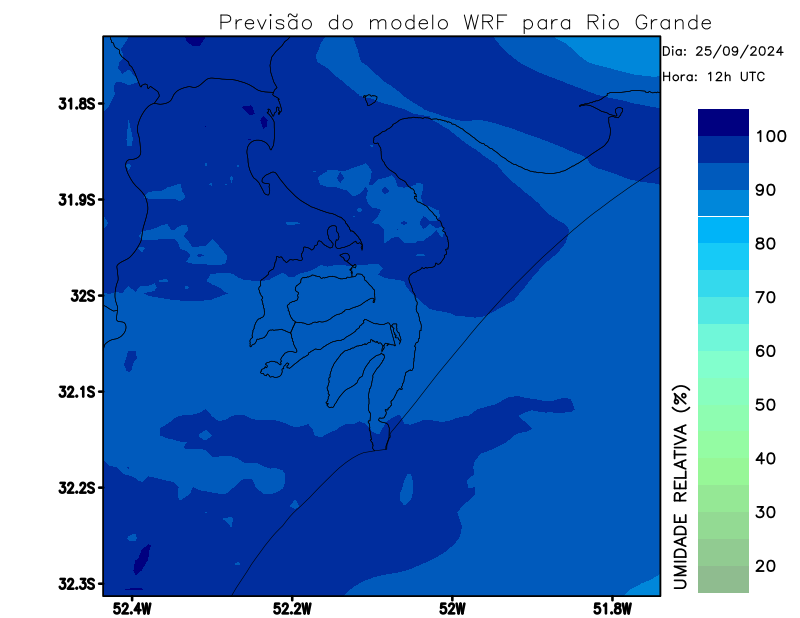 Previsão do modelo WRF para Rio Grande
Dia: 25/09/2024
Hora: 12h UTC
31.8S
31.9S
32S
32.1S
32.2S
32.3S
52.4W
52.2W
52W
51.8W
100
90
80
70
60
50
40
30
20
UMIDADE RELATIVA (%)